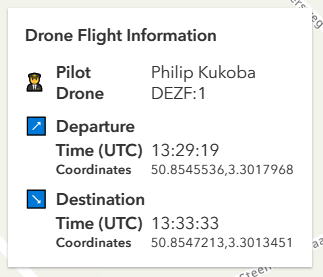 Drone Flight Information
Pilot Philip Kukoba
Drone DEZF:1
Departure
Time (UTC) 13:29:19
Coordinates 50.8545536,3.3017968
Destination
Time (UTC) 13:33:33
Coordinates 50.8547213,3.3013451